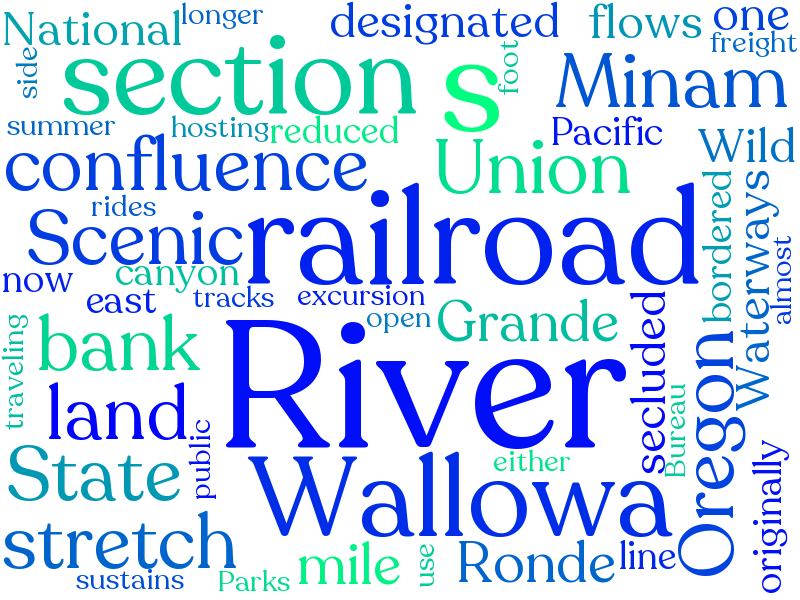 National
longer
designated
flows
one
freight
side
section
s
foot
Minam
summer
hosting
reduced
Pacific
Wild
confluence
Union
rides
Scenic
railroad
bordered
Waterways
now
canyon
east
tracks
excursion
open
almost
traveling
bank
Grande
secluded
River
land
Oregon
public
Bureau
State
Wallowa
either
originally
stretch
mile
use
Ronde
line
sustains
Parks